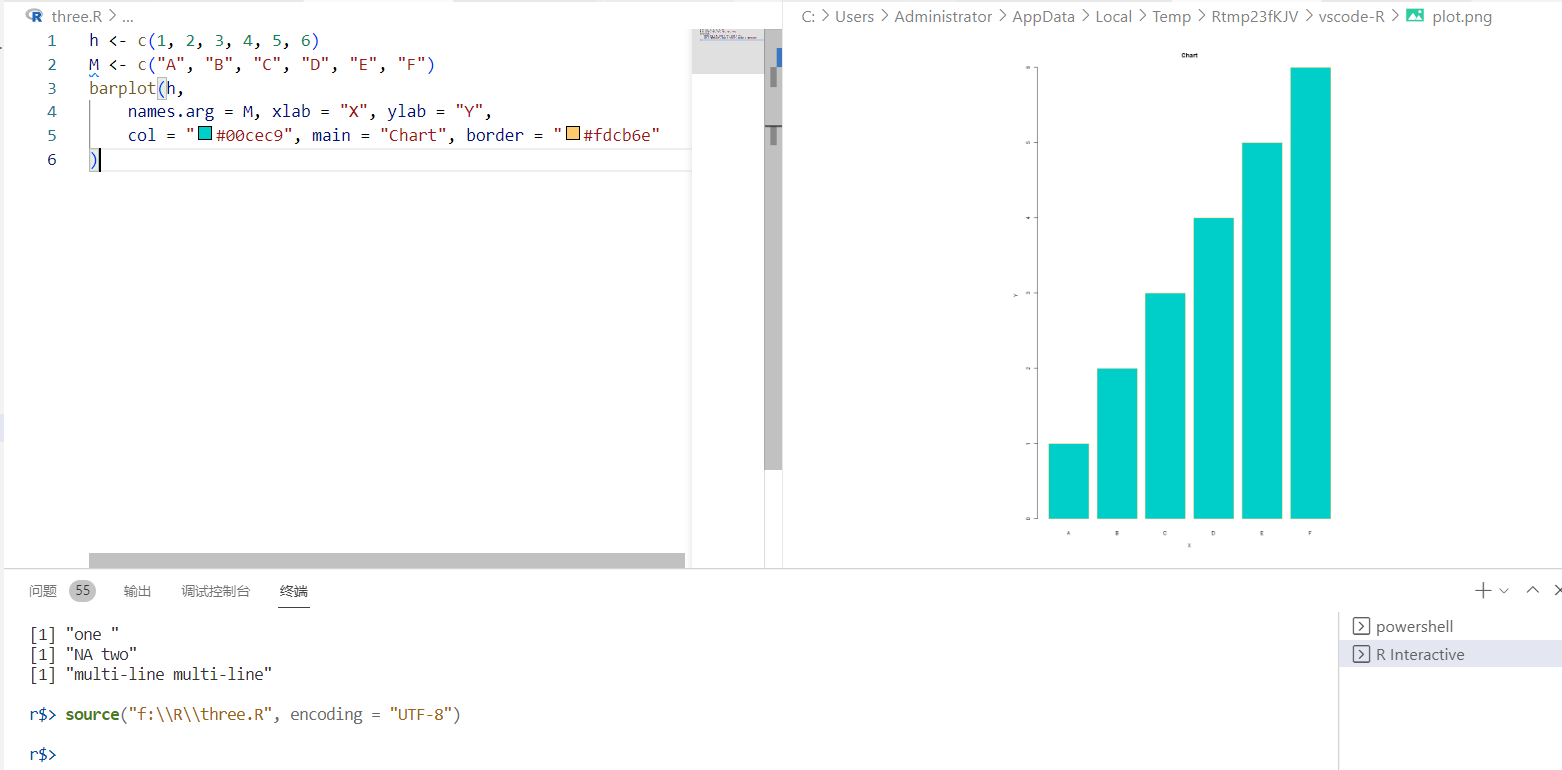 three.R > ...
C: > Users > Administrator > AppData > Local > Temp > Rtmp23fKJV > vscode-R > plot.png
1 h <- c(1, 2, 3, 4, 5, 6)
2 M <- c("A", "B", "C", "D", "E", "F")
3 barplot(h,
4 names.arg = M, xlab = "X", ylab = "Y",
5 col = "#00cec9", main = "Chart", border = "#fdcb6e"
6 )
Chart
6
5
4
Y 3
2
1
0
A B C D E F
X
问题 55 输出 调试控制台 终端
[1] "one "
[1] "NA two"
[1] "multi-line multi-line"
r$> source("f:\\R\\three.R", encoding = "UTF-8")
r$>
powershell
R Interactive